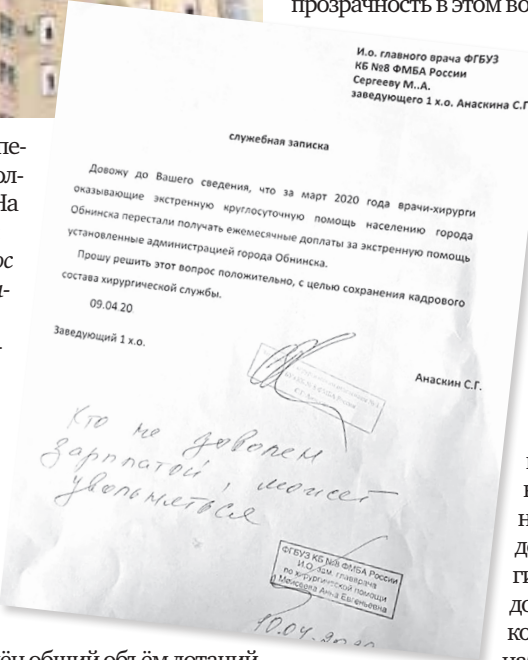 прозрачность в этом во
И.о. главного врача ФГБУЗ
КБ №8 ФМБА России
Сергееву М..А.
заведующего 1 х.о. Анаскина С.Г
служебная записка
Довожу до Вашего сведения, что за март 2020 года врачи-хирурги
оказывающие экстренную круглосуточную помощь населению города
Обнинска перестали получать ежемесячные доплаты за экстренную помощь
установленные администрацией города Обнинска.
Прошу решить этот вопрос положительно, с целью сохранения кадрового
состава хирургической службы.
09.04.20
Заведующий 1 х.о.
Анаскин С.Г.
Кто не доволен
зарплатой, может
увольняться
ФГБУЗ КБ №8 ФМБА России
И.О. зам. главврача
по хирургической помощи
Моисеева Анна Евгеньевна
10.04.2020
общий объём дотаций